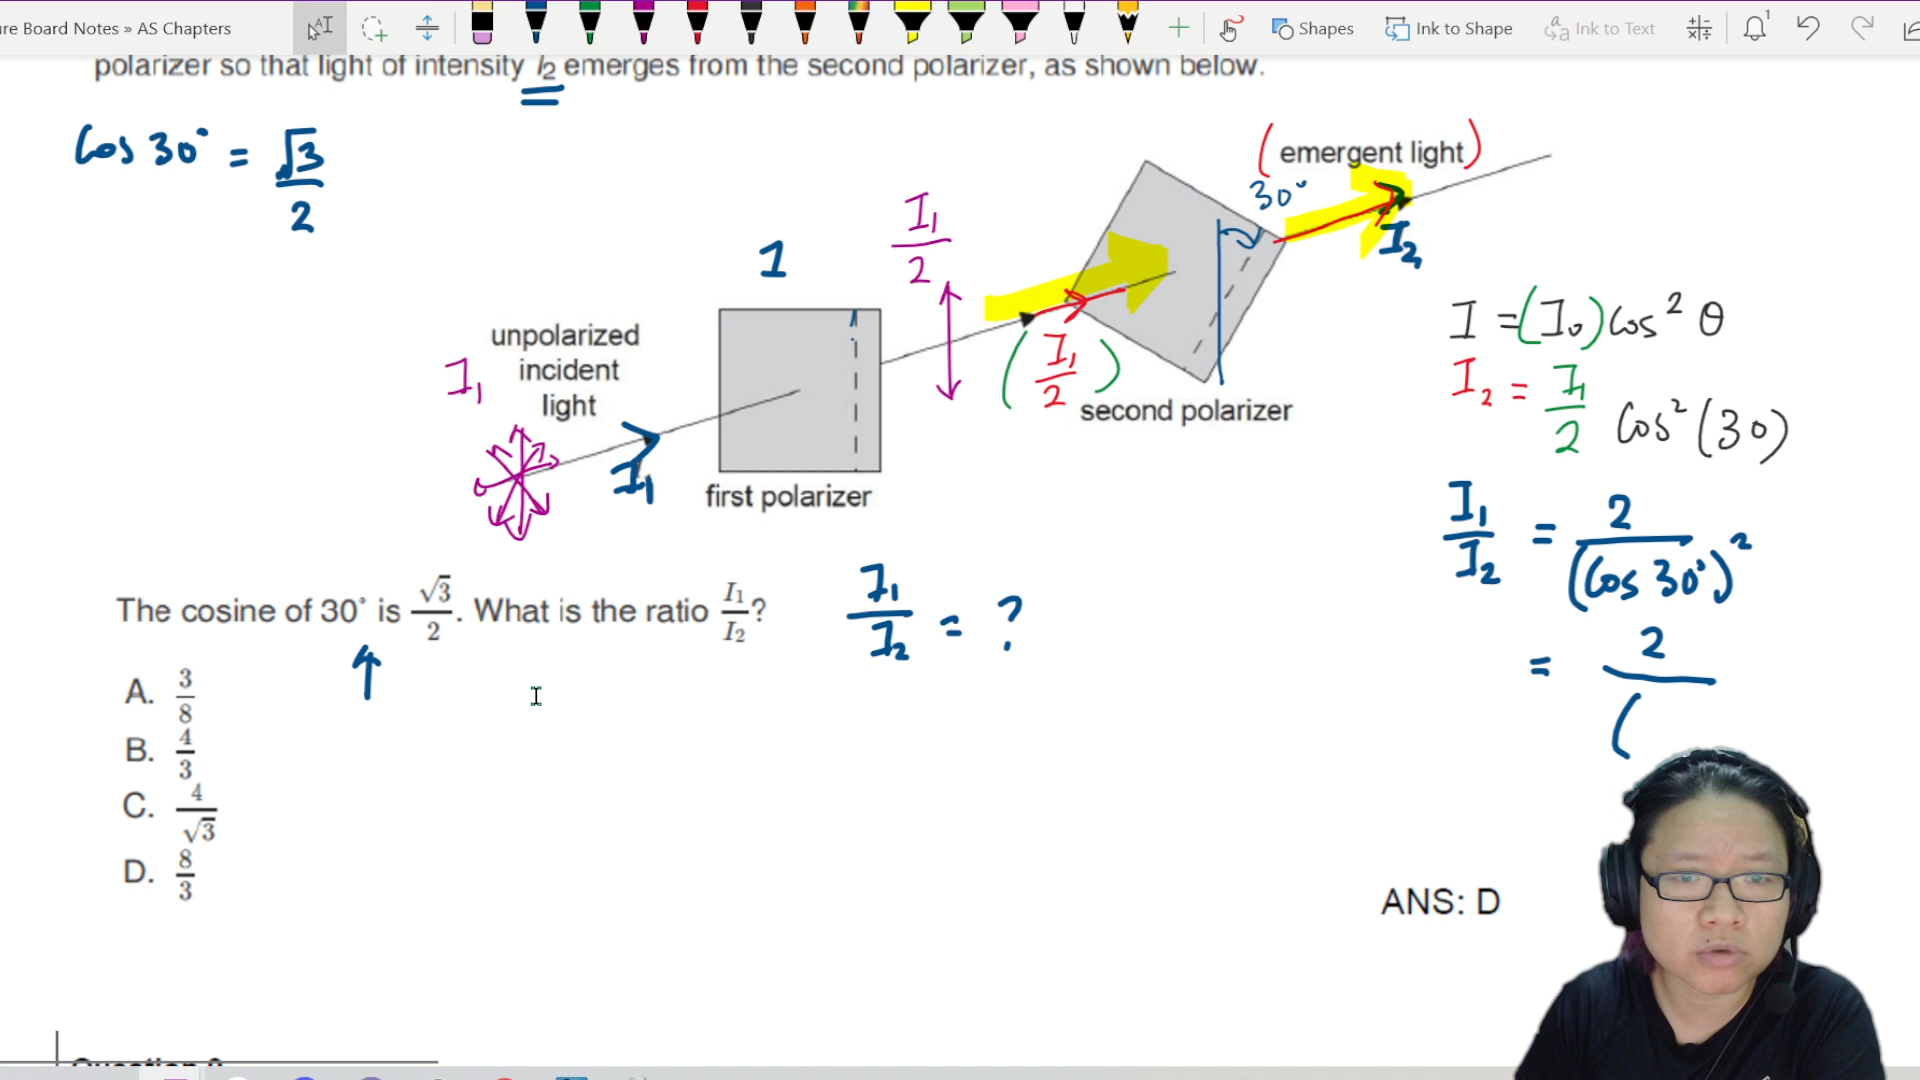 re Board Notes » AS Chapters
Shapes
Ink to Shape
Ink to Text
1
polarizer so that light of intensity I₂ emerges from the second polarizer, as shown below.
Cos 30° = √3/2
emergent light
30°
I₂
I₁/2
1
unpolarized
incident
light
I₁
I₁
first polarizer
(I₁/2)
second polarizer
I = (I₀) cos² θ
I₂ = I₁/2 Cos² (30)
I₁/I₂ = 2/(Cos 30°)²
= 2/(
The cosine of 30° is √3/2. What is the ratio I₁/I₂?
I₁/I₂ = ?
A. 3/8
B. 4/3
C. 4/√3
D. 8/3
ANS: D